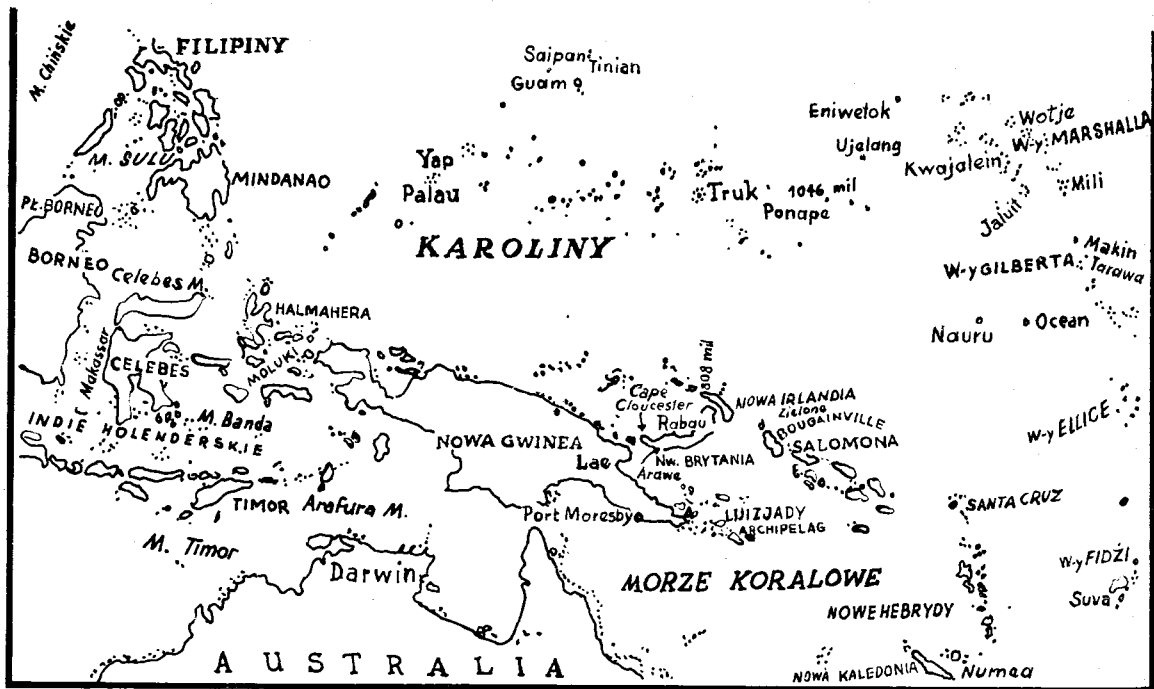 M. Chińskie
FILIPINY
Saipan
Tinian
Guam
Eniwetok
Wotje
W-y MARSHALLA
Ujelang
Kwajalein
M. SULU
Yap
MINDANAO
Palau
Truk
1046 mil
Ponape
Mili
Jaluit
PŁ. BORNEO
KAROLINY
Makin
BORNEO
Celebes M.
W-y GILBERTA
Tarawa
HALMAHERA
Nauru
Ocean
C. Makassar
CELEBES
MOLUKI
808 mil
Cape
Cloucester
Rabau
NOWA IRLANDIA
Zielona
BOUGAINVILLE
M. Banda
INDIE HOLENDERSKIE
NOWA GWINEA
SALOMONA
W-y ELLICE
Lae
Nw. BRYTANIA
Arawe
TIMOR
Arafura M.
Port Moresby
LUIZJADY
ARCHIPELAG
SANTA CRUZ
M. Timor
Darwin
MORZE KORALOWE
W-y FIDŻI
Suva
NOWE HEBRYDY
AUSTRALIA
NOWA KALEDONIA
Numea